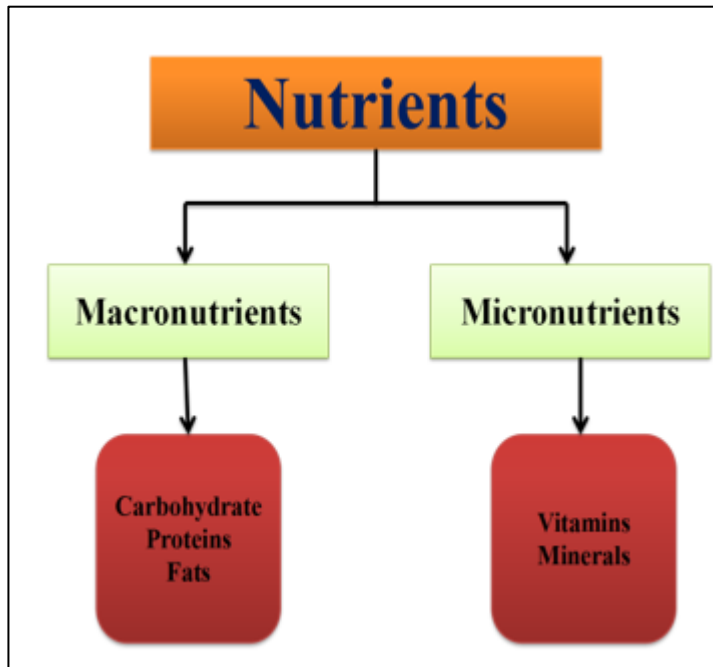 Nutrients
Macronutrients
Micronutrients
Carbohydrate
Proteins
Fats
Vitamins
Minerals